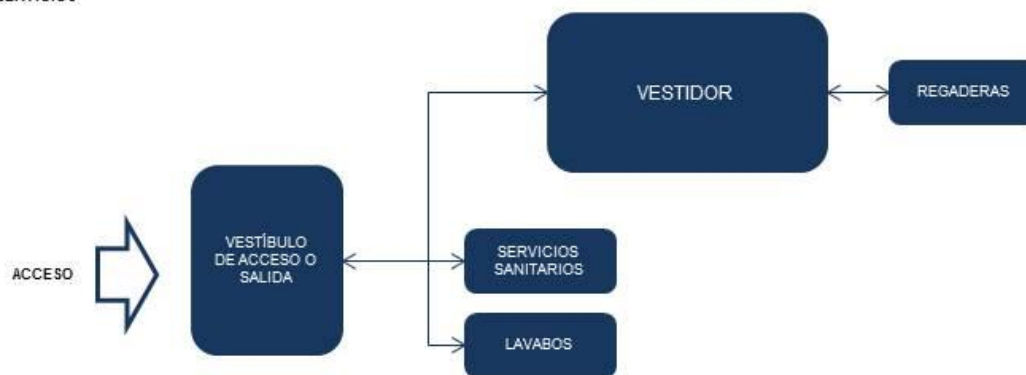 VESTIDOR
REGADERAS
VESTÍBULO
DE ACCESO O
SALIDA
SERVICIOS
SANITARIOS
ACCESO
LAVABOS